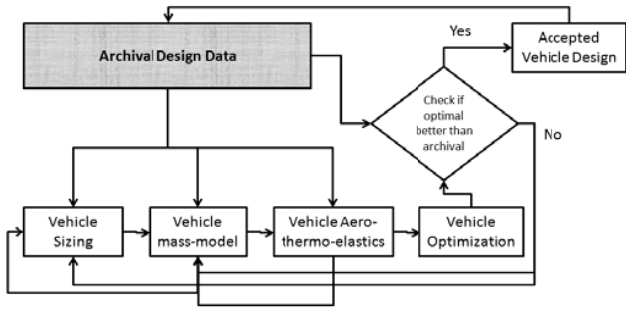 Archival Design Data
Yes
Accepted
Vehicle Design
Check if
optimal
better than
archival
No
Vehicle
Sizing
Vehicle
mass-model
Vehicle Aero-
thermo-elastics
Vehicle
Optimization